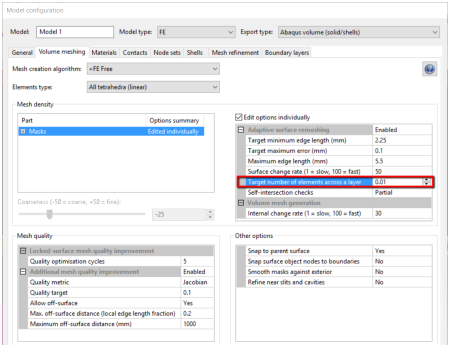 Model configuration
Model: Model 1 Model type: FE Export type: Abaqus volume (solid/shells)
General Volume meshing Materials Contacts Node sets Shells Mesh refinement Boundary layers
Mesh creation algorithm: +FE Free
Elements type: All tetrahedra (linear)
Mesh density
Part Options summary
Masks Edited individually
Coarseness (-50 = coarse, +50 = fine):
-25
Edit options individually
Adaptive surface remeshing Enabled
Target minimum edge length (mm) 2.25
Target maximum error (mm) 0.1
Maximum edge length (mm) 5.5
Surface change rate (1 = slow, 100 = fast) 50
Target number of elements across a layer 0.01
Self-intersection checks Partial
Volume mesh generation
Internal change rate (1 = slow, 100 = fast) 30
Mesh quality
Locked-surface mesh quality improvement
Quality optimisation cycles 5
Additional mesh quality improvement Enabled
Quality metric Jacobian
Quality target 0.1
Allow off-surface Yes
Max. off-surface distance (local edge length fraction) 0.2
Maximum off-surface distance (mm) 1000
Other options
Snap to parent surface Yes
Snap surface object nodes to boundaries No
Smooth masks against exterior No
Refine near slits and cavities No